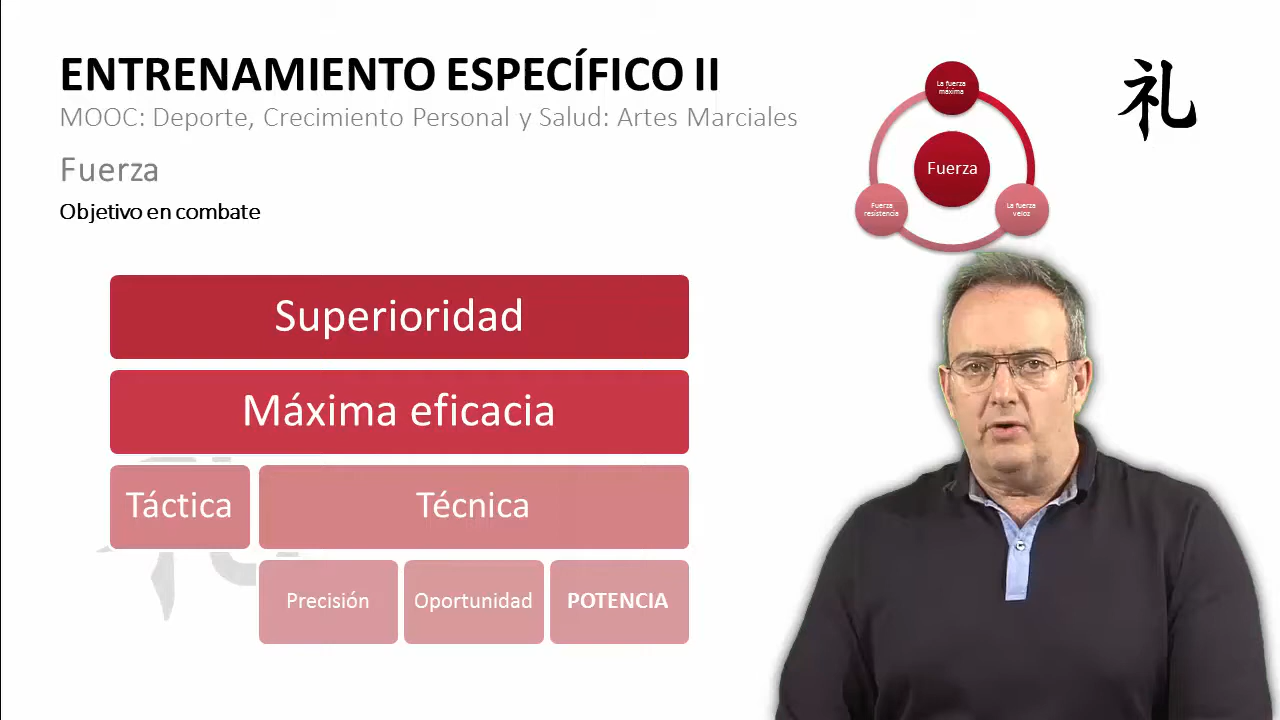 ENTRENAMIENTO ESPECÍFICO II
MOOC: Deporte, Crecimiento Personal y Salud: Artes Marciales
Fuerza
Objetivo en combate
La fuerza
máxima
Fuerza
Fuerza
resistencia
La fuerza
veloz
礼
Superioridad
Máxima eficacia
Táctica
Técnica
Precisión
Oportunidad
POTENCIA